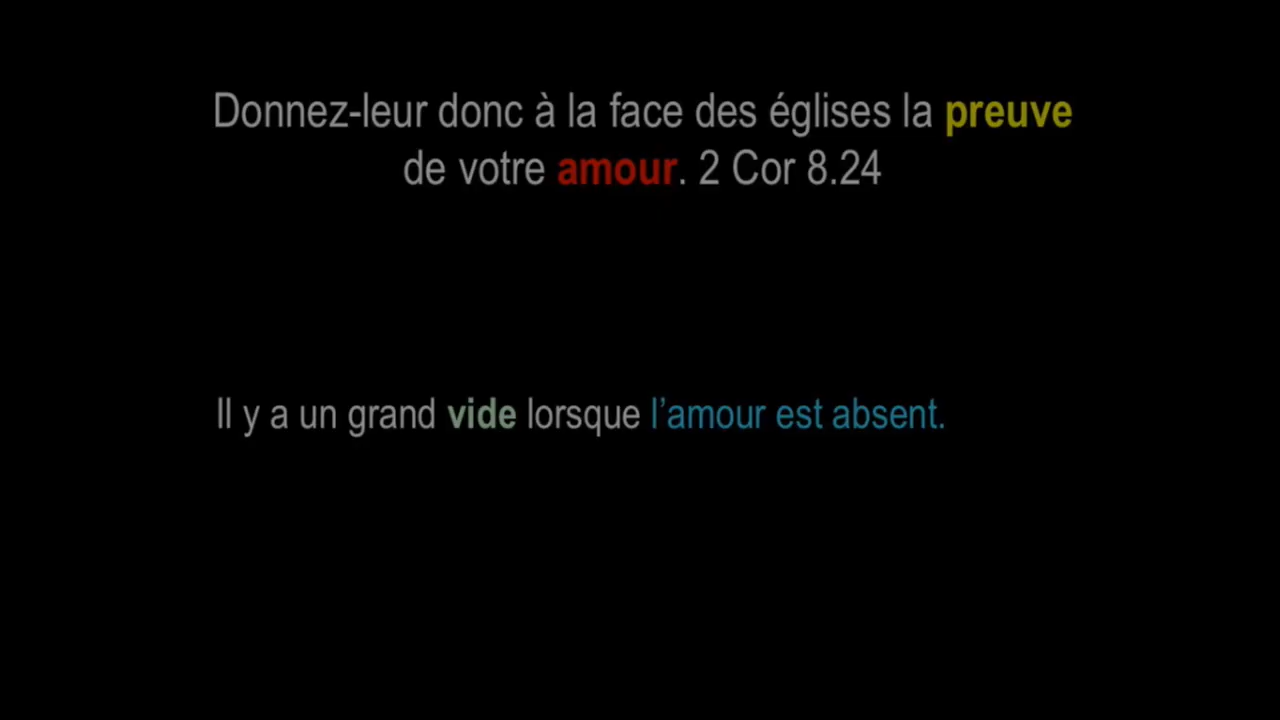 Donnez-leur donc à la face des églises la preuve
de votre amour. 2 Cor 8.24
Il y a un grand vide lorsque l’amour est absent.